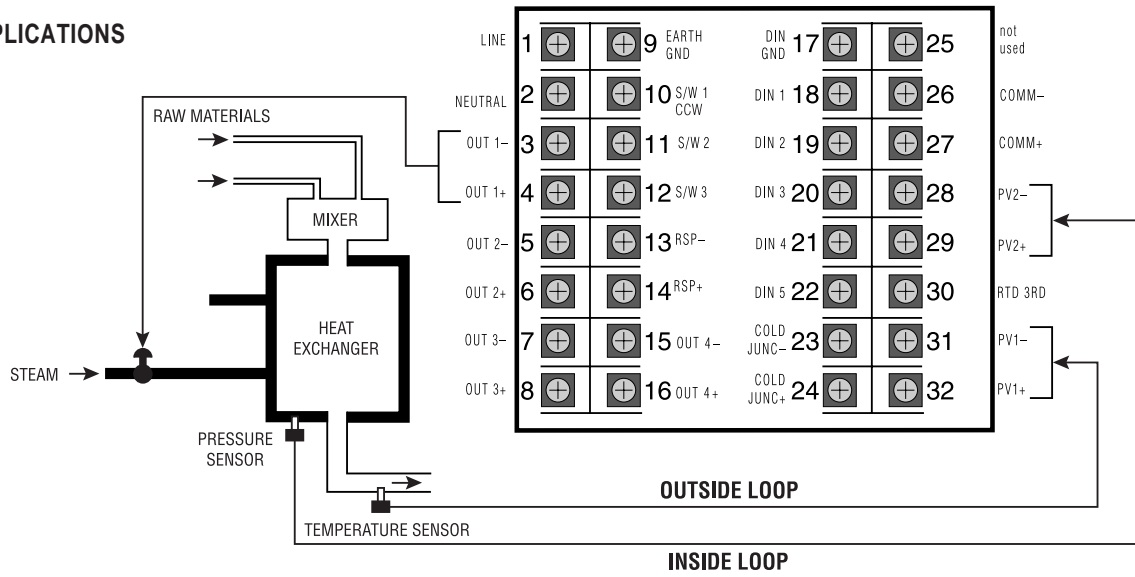 PLICATIONS
LINE 1
9 EARTH GND
DIN GND 17
25 not used
NEUTRAL 2
10 S/W 1 CCW
DIN 1 18
26 COMM–
OUT 1– 3
11 S/W 2
DIN 2 19
27 COMM+
OUT 1+ 4
12 S/W 3
DIN 3 20
28 PV2–
OUT 2– 5
13 RSP–
DIN 4 21
29 PV2+
OUT 2+ 6
14 RSP+
DIN 5 22
30 RTD 3RD
OUT 3– 7
15 OUT 4–
COLD JUNC– 23
31 PV1–
OUT 3+ 8
16 OUT 4+
COLD JUNC+ 24
32 PV1+
RAW MATERIALS
MIXER
HEAT
EXCHANGER
STEAM
PRESSURE
SENSOR
TEMPERATURE SENSOR
OUTSIDE LOOP
INSIDE LOOP